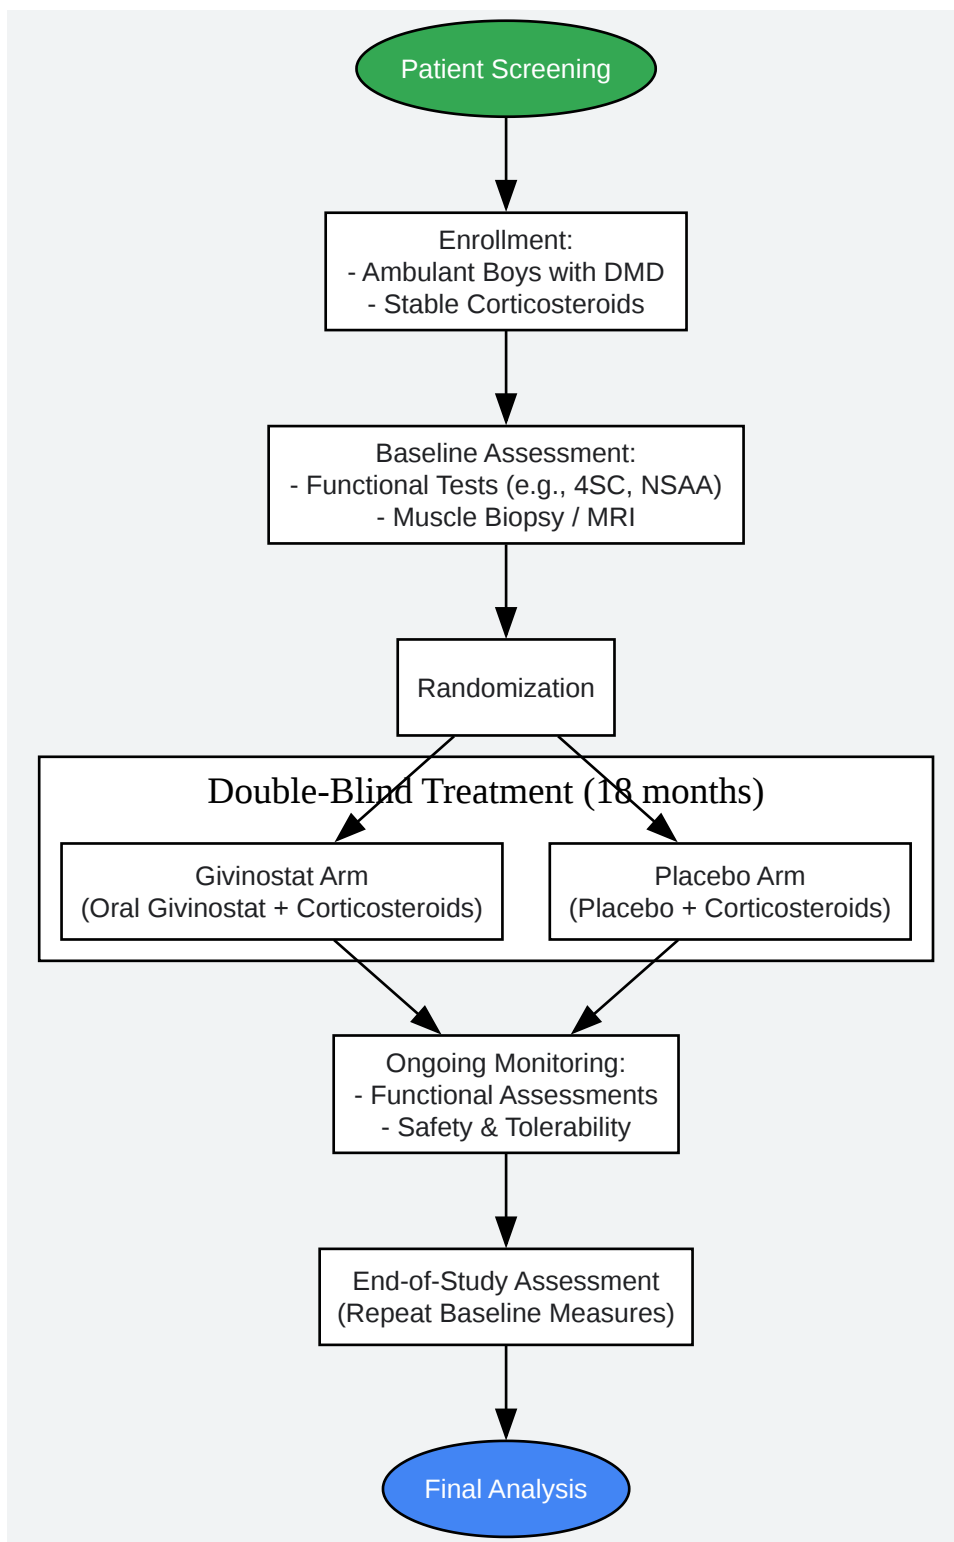 Patient Screening
Enrollment:
- Ambulant Boys with DMD
- Stable Corticosteroids
Baseline Assessment:
- Functional Tests (e.g., 4SC, NSAA)
- Muscle Biopsy / MRI
Randomization
Double-Blind Treatment (18 months)
Givinostat Arm
(Oral Givinostat + Corticosteroids)
Placebo Arm
(Placebo + Corticosteroids)
Ongoing Monitoring:
- Functional Assessments
- Safety & Tolerability
End-of-Study Assessment
(Repeat Baseline Measures)
Final Analysis